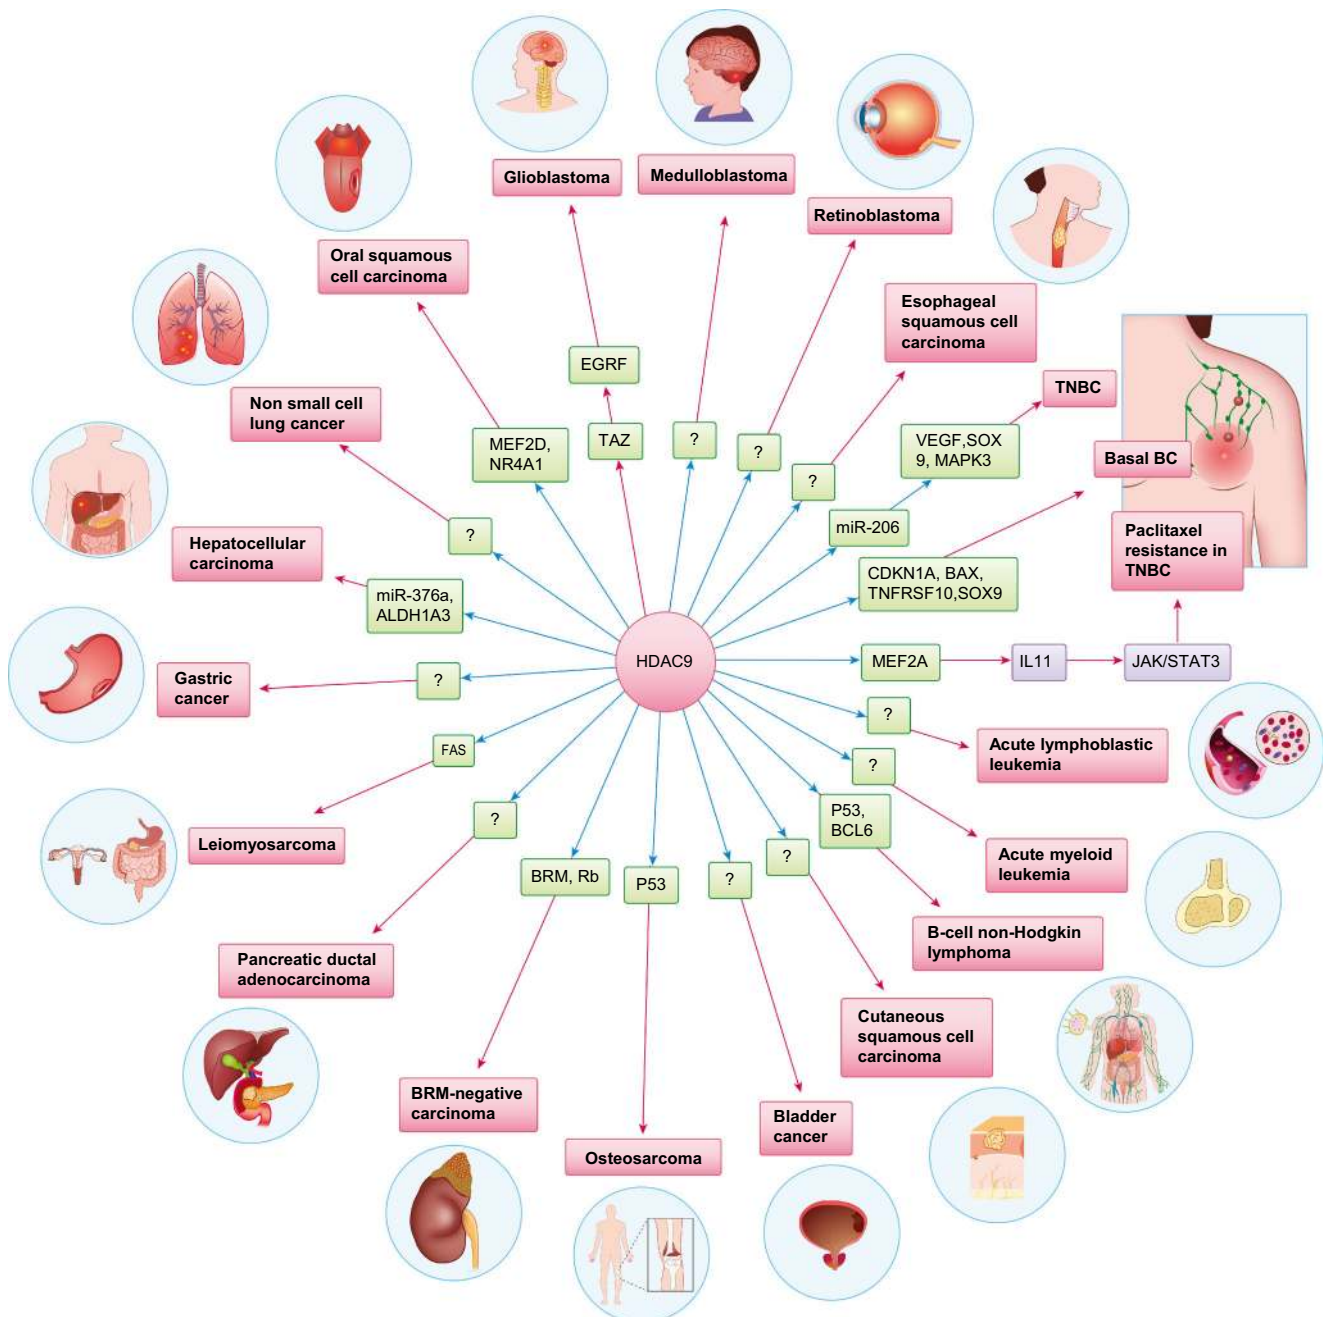 Glioblastoma
Medulloblastoma
Retinoblastoma
Oral squamous
cell carcinoma
Esophageal
squamous cell
carcinoma
EGRF
TNBC
Non small cell
lung cancer
MEF2D,
NR4A1
TAZ
?
?
VEGF,SOX
9, MAPK3
Basal BC
?
miR-206
?
Paclitaxel
resistance in
TNBC
Hepatocellular
carcinoma
miR-376a,
ALDH1A3
CDKN1A, BAX,
TNFRSF10,SOX9
HDAC9
MEF2A
IL11
JAK/STAT3
Gastric
cancer
?
?
Acute lymphoblastic
leukemia
FAS
?
Leiomyosarcoma
?
P53,
BCL6
?
Acute myeloid
leukemia
BRM, Rb
P53
?
B-cell non-Hodgkin
lymphoma
Pancreatic ductal
adenocarcinoma
Cutaneous
squamous cell
carcinoma
BRM-negative
carcinoma
Bladder
cancer
Osteosarcoma